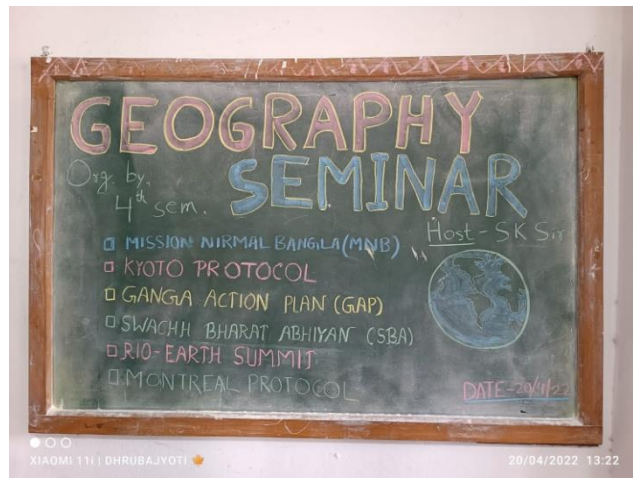 GEOGRAPHY
SEMINAR
Org. by.
4th sem.
Host - SK Sir
MISSION NIRMAL BANGLA (MNB)
KYOTO PROTOCOL
GANGA ACTION PLAN (GAP)
SWACHH BHARAT ABHIYAN (SBA)
RIO-EARTH SUMMIT
MONTREAL PROTOCOL
DATE-20/4/22
XIAOMI 11i | DHRUBAJYOTI
20/04/2022 13:22